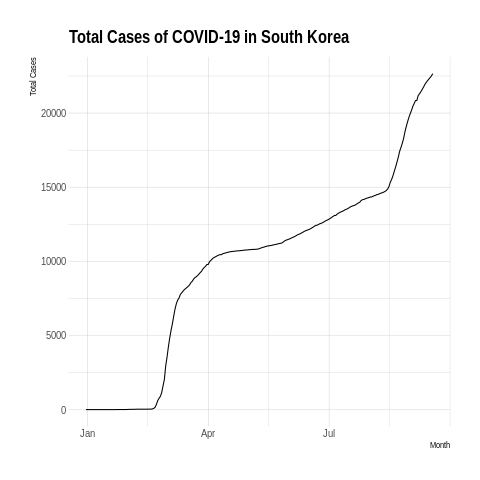 Total Cases of COVID-19 in South Korea
Total Cases
20000
15000
10000
5000
0
Jan Apr Jul
Month